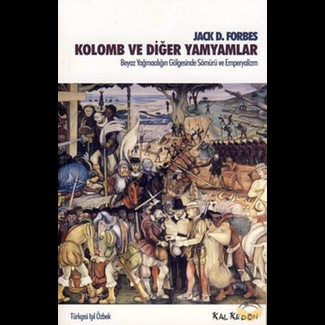 JACK D. FORBES
KOLOMB VE DİĞER YAMYAMLAR
Beyaz Yağmacılığın Gölgesinde Sömürü ve Emperyalizm
Türkçesi Işıl Özbek
KALKEDON